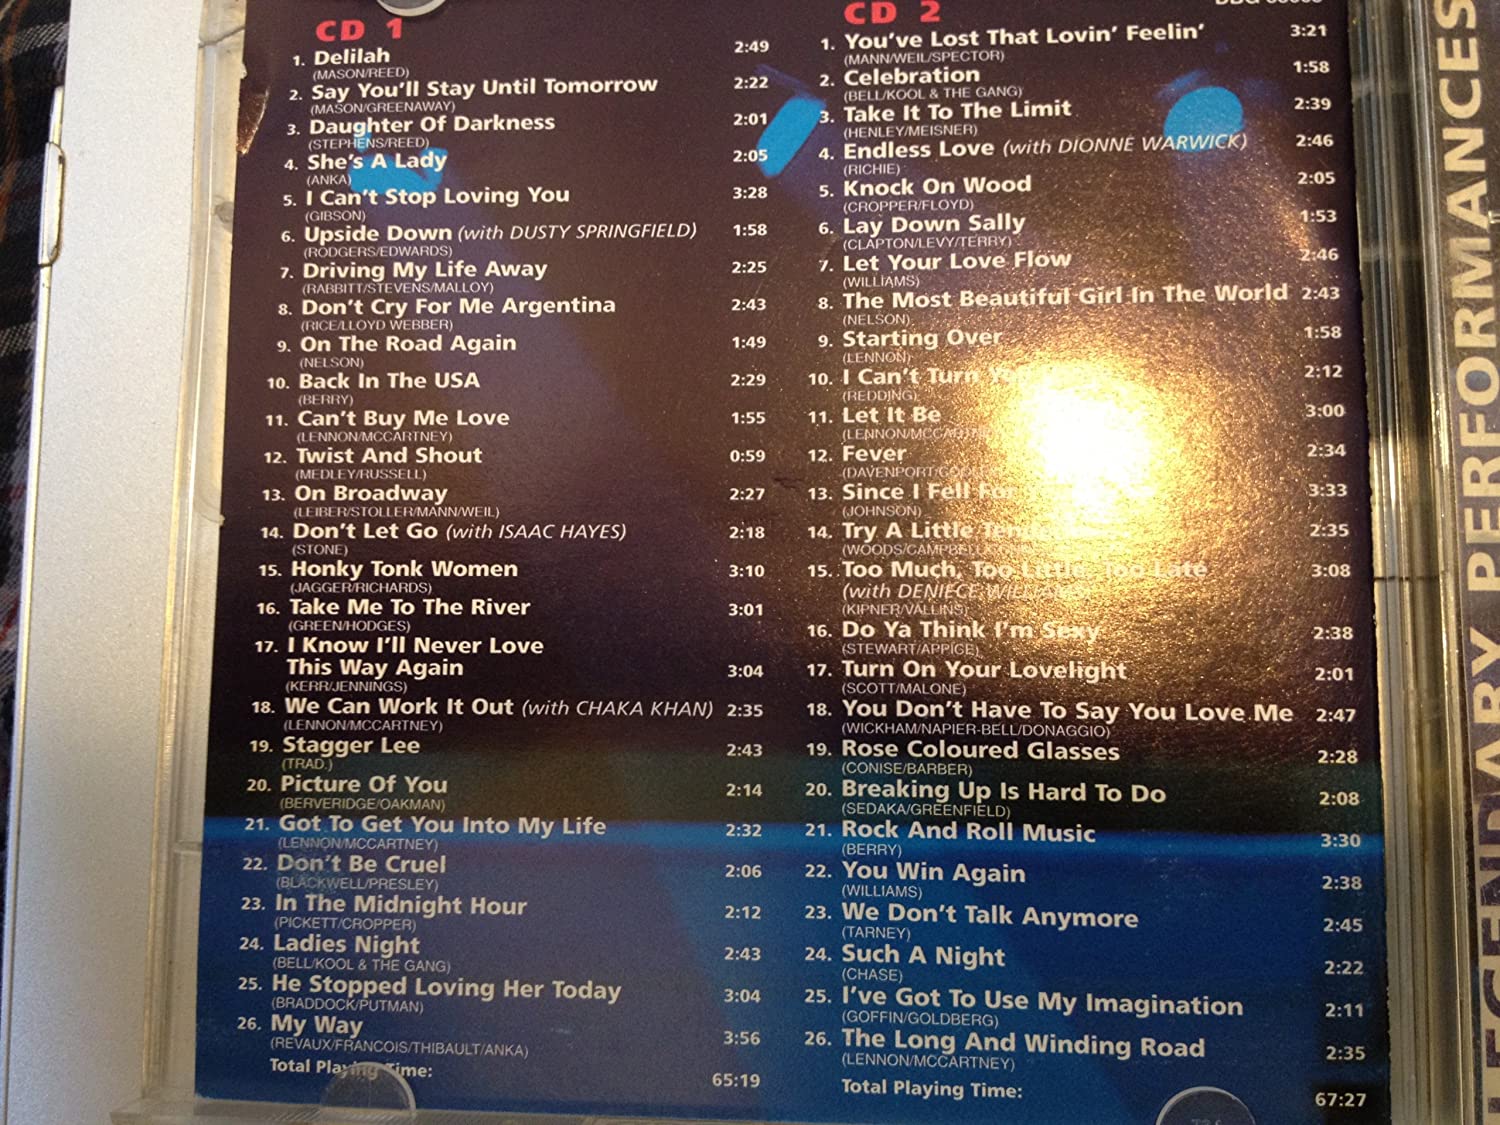 CD 1
1. Delilah 2:49
(MASON/REED)
2. Say You'll Stay Until Tomorrow 2:22
(MASON/GREENAWAY)
3. Daughter Of Darkness 2:01
(STEPHENS/REED)
4. She's A Lady 2:05
(ANKA)
5. I Can't Stop Loving You 3:28
(GIBSON)
6. Upside Down (with DUSTY SPRINGFIELD) 1:58
(RODGERS/EDWARDS)
7. Driving My Life Away 2:25
(RABBITT/STEVENS/MALLOY)
8. Don't Cry For Me Argentina 2:43
(RICE/LLOYD WEBBER)
9. On The Road Again 1:49
(NELSON)
10. Back In The USA 2:29
(BERRY)
11. Can't Buy Me Love 1:55
(LENNON/MCCARTNEY)
12. Twist And Shout 0:59
(MEDLEY/RUSSELL)
13. On Broadway 2:27
(LEIBER/STOLLER/MANN/WEIL)
14. Don't Let Go (with ISAAC HAYES) 2:18
(STONE)
15. Honky Tonk Women 3:10
(JAGGER/RICHARDS)
16. Take Me To The River 3:01
(GREEN/HODGES)
17. I Know I'll Never Love
This Way Again 3:04
(KERR/JENNINGS)
18. We Can Work It Out (with CHAKA KHAN) 2:35
(LENNON/MCCARTNEY)
19. Stagger Lee 2:43
(TRAD.)
20. Picture Of You 2:14
(BERVERIDGE/OAKMAN)
21. Got To Get You Into My Life 2:32
(LENNON/MCCARTNEY)
22. Don't Be Cruel 2:06
(BLACKWELL/PRESLEY)
23. In The Midnight Hour 2:12
(PICKETT/CROPPER)
24. Ladies Night 2:43
(BELL/KOOL & THE GANG)
25. He Stopped Loving Her Today 3:04
(BRADDOCK/PUTMAN)
26. My Way 3:56
(REVAUX/FRANCOIS/THIBAULT/ANKA)
Total Playing Time: 65:19
CD 2
1. You've Lost That Lovin' Feelin' 3:21
(MANN/WEIL/SPECTOR)
2. Celebration 1:58
(BELL/KOOL & THE GANG)
3. Take It To The Limit 2:39
(HENLEY/MEISNER)
4. Endless Love (with DIONNE WARWICK) 2:46
(RICHIE)
5. Knock On Wood 2:05
(CROPPER/FLOYD)
6. Lay Down Sally 1:53
(CLAPTON/LEVY/TERRY)
7. Let Your Love Flow 2:46
(WILLIAMS)
8. The Most Beautiful Girl In The World 2:43
(NELSON)
9. Starting Over 1:58
(LENNON)
10. I Can't Turn 2:12
(REDDING)
11. Let It Be 3:00
(LENNON/MCCARTNEY)
12. Fever 2:34
(DAVENPORT/
13. Since I Fell For 3:33
(JOHNSON)
14. Try A Little 2:35
(WOODS/CAMPBELL/
15. Too Much, Too Little, Too Late 3:08
(with DENIECE WILLIAMS)
(KIPNER/VALLINS)
16. Do Ya Think I'm Sexy 2:38
(STEWART/APPICE)
17. Turn On Your Lovelight 2:01
(SCOTT/MALONE)
18. You Don't Have To Say You Love Me 2:47
(WICKHAM/NAPIER-BELL/DONAGGIO)
19. Rose Coloured Glasses 2:28
(CONISE/BARBER)
20. Breaking Up Is Hard To Do 2:08
(SEDAKA/GREENFIELD)
21. Rock And Roll Music 3:30
(BERRY)
22. You Win Again 2:38
(WILLIAMS)
23. We Don't Talk Anymore 2:45
(TARNEY)
24. Such A Night 2:22
(CHASE)
25. I've Got To Use My Imagination 2:11
(GOFFIN/GOLDBERG)
26. The Long And Winding Road 2:35
(LENNON/MCCARTNEY)
Total Playing Time: 67:27
LEGENDARY PERFORMANCES